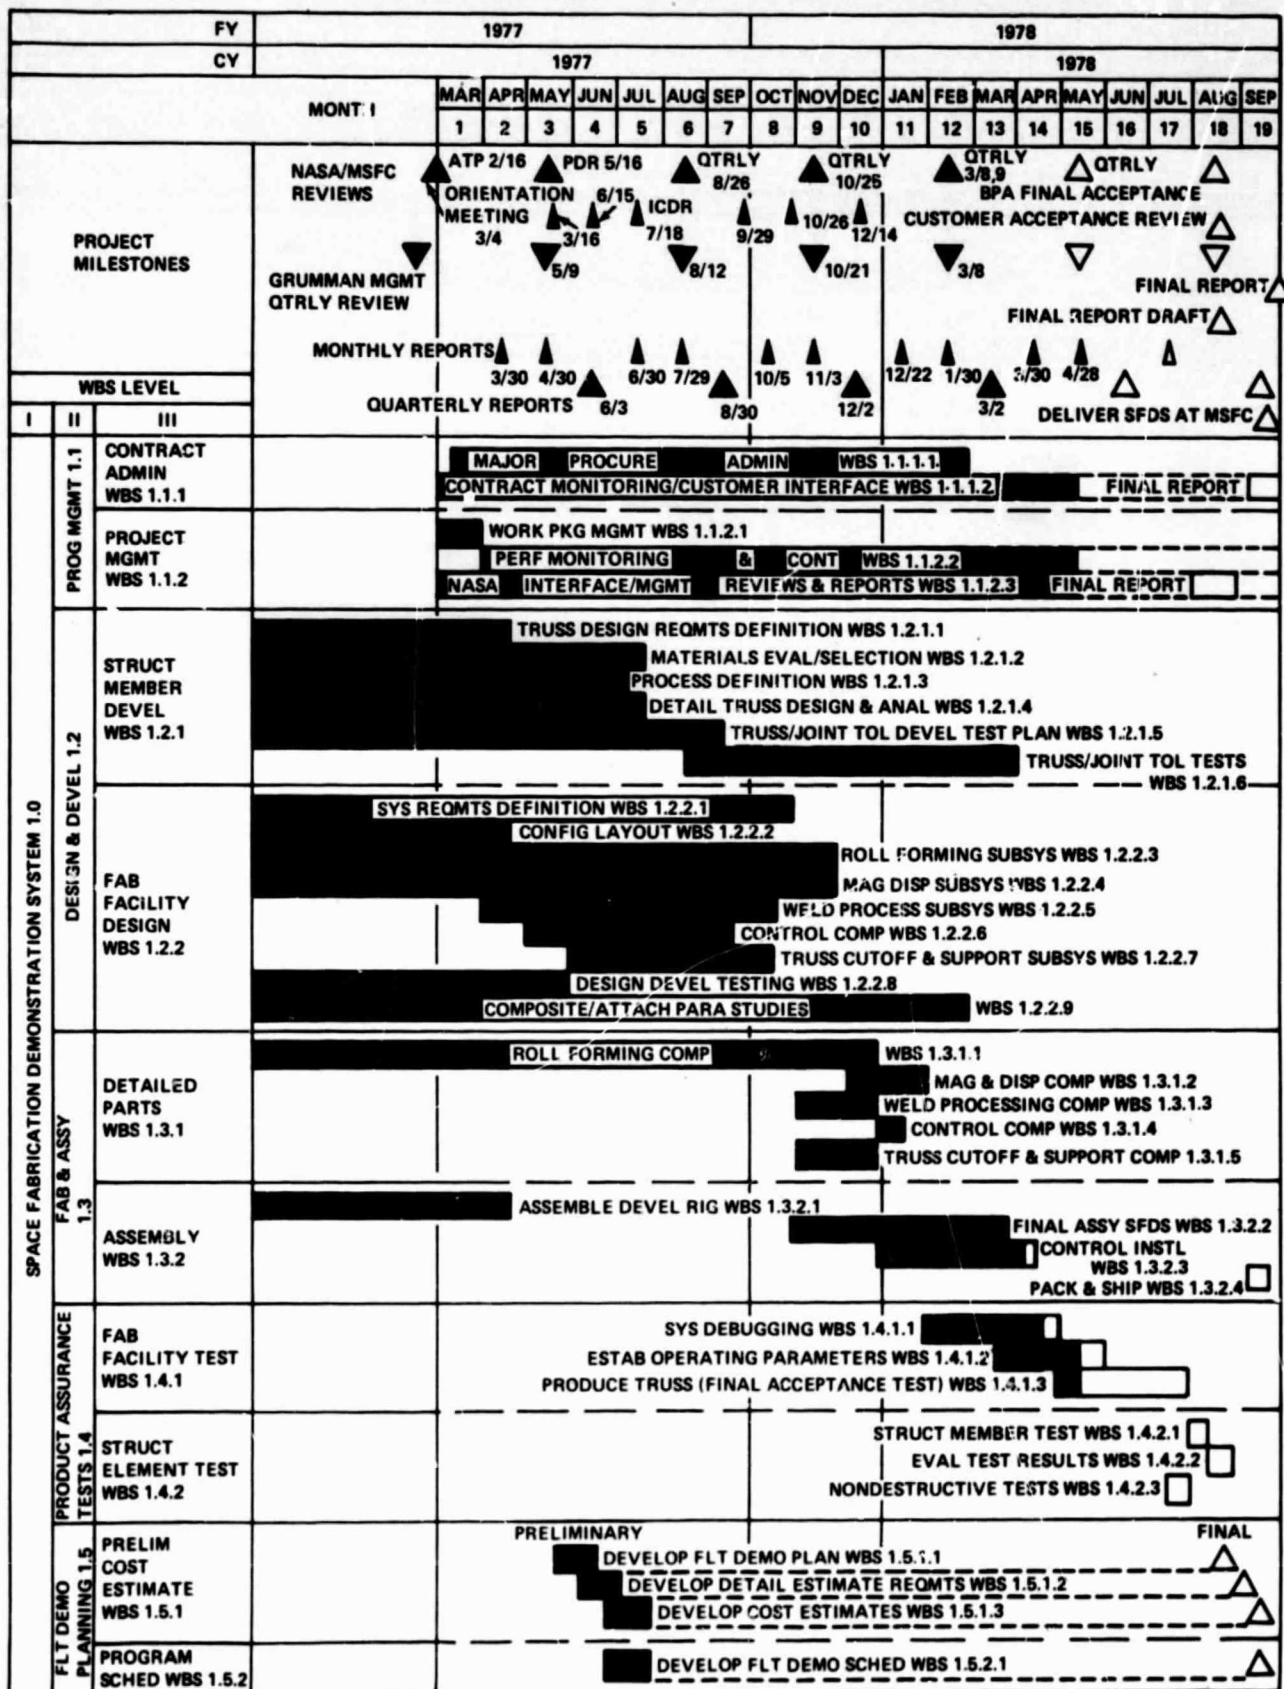 FY 1977 1978
CY 1977 1978
MONT. I MAR APR MAY JUN JUL AUG SEP OCT NOV DEC JAN FEB MAR APR MAY JUN JUL AUG SEP
1 2 3 4 5 6 7 8 9 10 11 12 13 14 15 16 17 18 19
PROJECT
MILESTONES
NASA/MSFC
REVIEWS
ATP 2/16 PDR 5/16 QTRLY
8/26
QTRLY
10/25
QTRLY
3/8,9
QTRLY
ORIENTATION
MEETING
3/4
3/16
6/15
ICDR
7/18
9/29
10/26
12/14
BPA FINAL ACCEPTANCE
CUSTOMER ACCEPTANCE REVIEW
GRUMMAN MGMT
QTRLY REVIEW
5/9 8/12 10/21 3/8
FINAL REPORT
FINAL REPORT DRAFT
MONTHLY REPORTS
3/30 4/30 6/30 7/29 10/5 11/3 12/22 1/30 3/30 4/28
QUARTERLY REPORTS
6/3 8/30 12/2 3/2
DELIVER SFDS AT MSFC
WBS LEVEL
I II III
SPACE FABRICATION DEMONSTRATION SYSTEM 1.0
PROG MGMT 1.1
CONTRACT
ADMIN
WBS 1.1.1
MAJOR PROCURE ADMIN WBS 1.1.1.1
CONTRACT MONITORING/CUSTOMER INTERFACE WBS 1.1.1.2 FINAL REPORT
PROJECT
MGMT
WBS 1.1.2
WORK PKG MGMT WBS 1.1.2.1
PERF MONITORING & CONT WBS 1.1.2.2
NASA INTERFACE/MGMT REVIEWS & REPORTS WBS 1.1.2.3 FINAL REPORT
DESIGN & DEVEL 1.2
STRUCT
MEMBER
DEVEL
WBS 1.2.1
TRUSS DESIGN REQMTS DEFINITION WBS 1.2.1.1
MATERIALS EVAL/SELECTION WBS 1.2.1.2
PROCESS DEFINITION WBS 1.2.1.3
DETAIL TRUSS DESIGN & ANAL WBS 1.2.1.4
TRUSS/JOINT TOL DEVEL TEST PLAN WBS 1.2.1.5
TRUSS/JOINT TOL TESTS
WBS 1.2.1.6
FAB
FACILITY
DESIGN
WBS 1.2.2
SYS REQMTS DEFINITION WBS 1.2.2.1
CONFIG LAYOUT WBS 1.2.2.2
ROLL FORMING SUBSYS WBS 1.2.2.3
MAG DISP SUBSYS WBS 1.2.2.4
WELD PROCESS SUBSYS WBS 1.2.2.5
CONTROL COMP WBS 1.2.2.6
TRUSS CUTOFF & SUPPORT SUBSYS WBS 1.2.2.7
DESIGN DEVEL TESTING WBS 1.2.2.8
COMPOSITE/ATTACH PARA STUDIES WBS 1.2.2.9
FAB & ASSY
1.3
DETAILED
PARTS
WBS 1.3.1
ROLL FORMING COMP WBS 1.3.1.1
MAG & DISP COMP WBS 1.3.1.2
WELD PROCESSING COMP WBS 1.3.1.3
CONTROL COMP WBS 1.3.1.4
TRUSS CUTOFF & SUPPORT COMP 1.3.1.5
ASSEMBLY
WBS 1.3.2
ASSEMBLE DEVEL RIG WBS 1.3.2.1
FINAL ASSY SFDS WBS 1.3.2.2
CONTROL INSTL
WBS 1.3.2.3
PACK & SHIP WBS 1.3.2.4
PRODUCT ASSURANCE
TESTS 1.4
FAB
FACILITY TEST
WBS 1.4.1
SYS DEBUGGING WBS 1.4.1.1
ESTAB OPERATING PARAMETERS WBS 1.4.1.2
PRODUCE TRUSS (FINAL ACCEPTANCE TEST) WBS 1.4.1.3
STRUCT
ELEMENT TEST
WBS 1.4.2
STRUCT MEMBER TEST WBS 1.4.2.1
EVAL TEST RESULTS WBS 1.4.2.2
NONDESTRUCTIVE TESTS WBS 1.4.2.3
FLT DEMO
PLANNING 1.5
PRELIM
COST
ESTIMATE
WBS 1.5.1
PRELIMINARY FINAL
DEVELOP FLT DEMO PLAN WBS 1.5.1.1
DEVELOP DETAIL ESTIMATE REQMTS WBS 1.5.1.2
DEVELOP COST ESTIMATES WBS 1.5.1.3
PROGRAM
SCHED WBS 1.5.2
DEVELOP FLT DEMO SCHED WBS 1.5.2.1